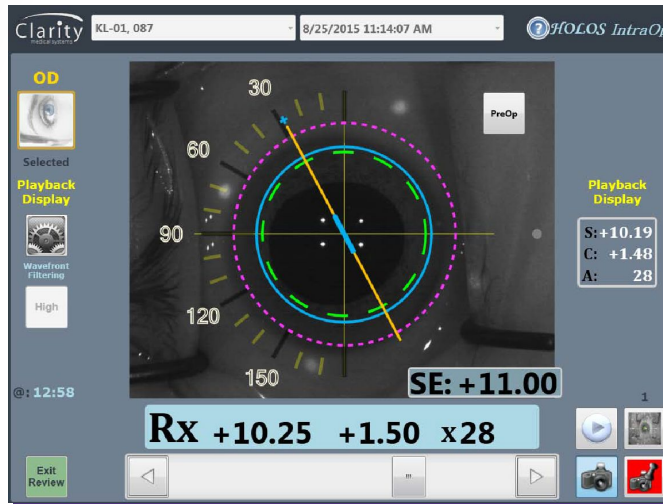 Clarity
medical systems
KL-01, 087
8/25/2015 11:14:07 AM
? HOLOS IntraOp
OD
Selected
Playback
Display
Wavefront
Filtering
High
@: 12:58
Exit
Review
30
60
90
120
150
PreOp
SE: +11.00
Rx +10.25 +1.50 x28
Playback
Display
S:+10.19
C: +1.48
A: 28
1